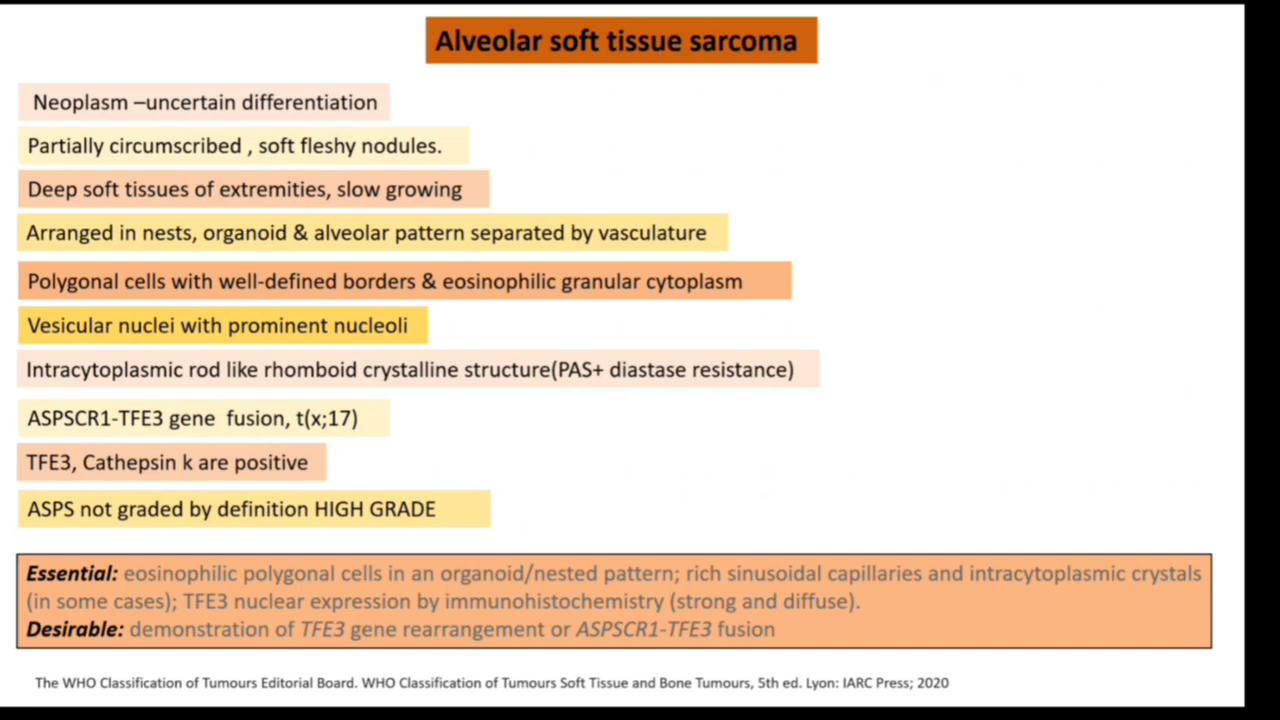 Alveolar soft tissue sarcoma
Neoplasm –uncertain differentiation
Partially circumscribed , soft fleshy nodules.
Deep soft tissues of extremities, slow growing
Arranged in nests, organoid & alveolar pattern separated by vasculature
Polygonal cells with well-defined borders & eosinophilic granular cytoplasm
Vesicular nuclei with prominent nucleoli
Intracytoplasmic rod like rhomboid crystalline structure(PAS+ diastase resistance)
ASPSCR1-TFE3 gene fusion, t(x;17)
TFE3, Cathepsin k are positive
ASPS not graded by definition HIGH GRADE
Essential: eosinophilic polygonal cells in an organoid/nested pattern; rich sinusoidal capillaries and intracytoplasmic crystals
(in some cases); TFE3 nuclear expression by immunohistochemistry (strong and diffuse).
Desirable: demonstration of TFE3 gene rearrangement or ASPSCR1-TFE3 fusion
The WHO Classification of Tumours Editorial Board. WHO Classification of Tumours Soft Tissue and Bone Tumours, 5th ed. Lyon: IARC Press; 2020